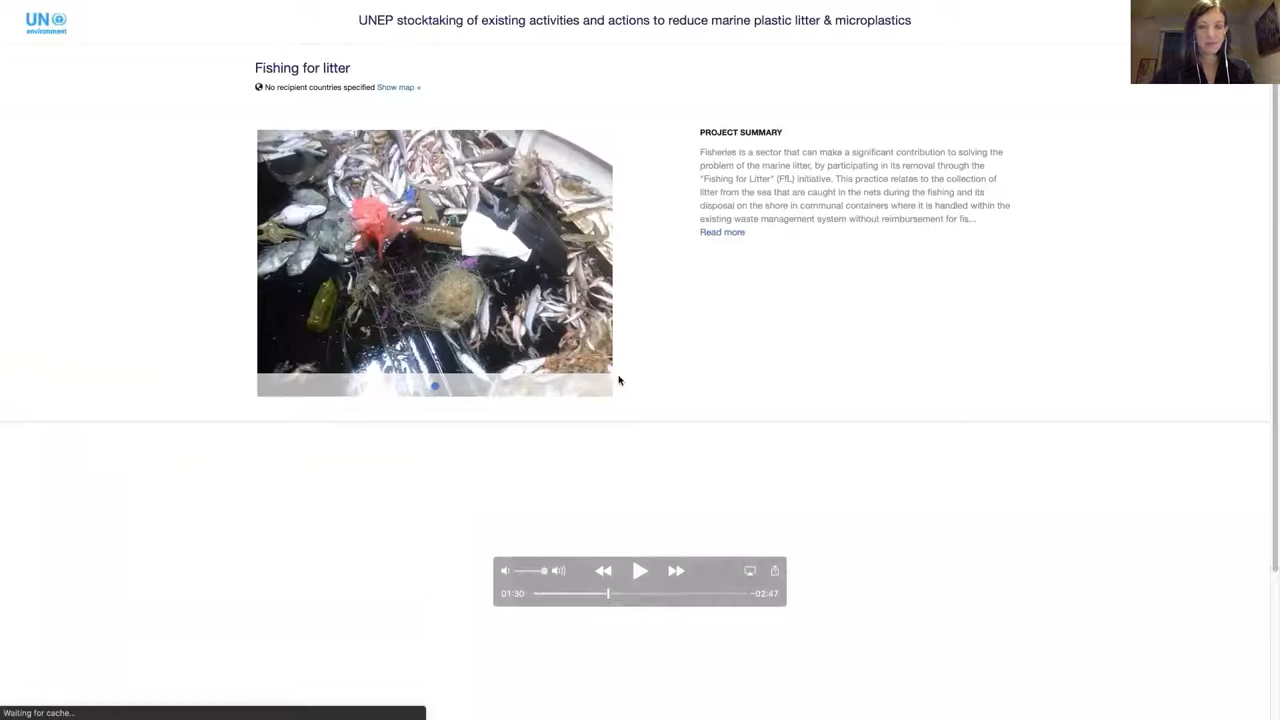 UN
environment
UNEP stocktaking of existing activities and actions to reduce marine plastic litter & microplastics
Fishing for litter
No recipient countries specified Show map +
PROJECT SUMMARY
Fisheries is a sector that can make a significant contribution to solving the
problem of the marine litter, by participating in its removal through the
"Fishing for Litter" (FfL) initiative. This practice relates to the collection of
litter from the sea that are caught in the nets during the fishing and its
disposal on the shore in communal containers where it is handled within the
existing waste management system without reimbursement for fis...
Read more
01:30
-02:47
Waiting for cache...